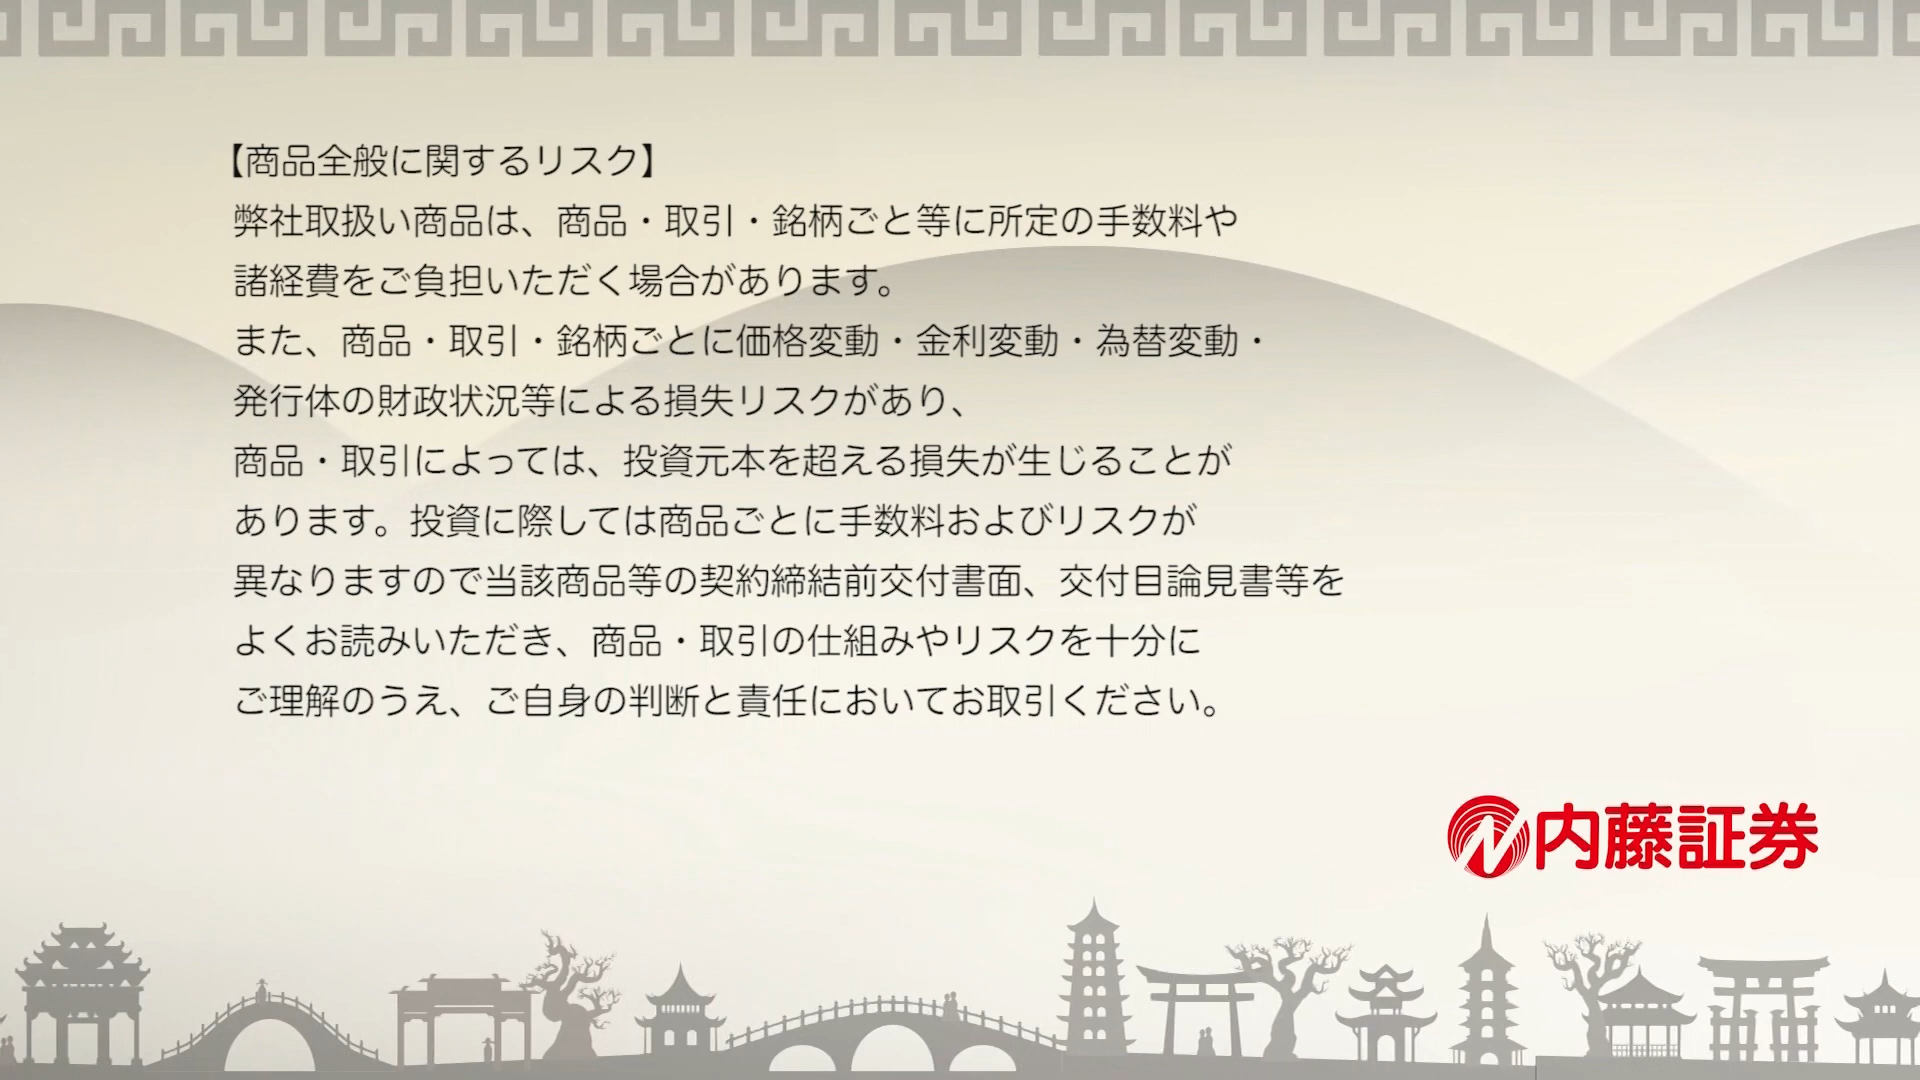 【商品全般に関するリスク】
弊社取扱い商品は、商品・取引・銘柄ごと等に所定の手数料や
諸経費をご負担いただく場合があります。
また、商品・取引・銘柄ごとに価格変動・金利変動・為替変動・
発行体の財政状況等による損失リスクがあり、
商品・取引によっては、投資元本を超える損失が生じることが
あります。投資に際しては商品ごとに手数料およびリスクが
異なりますので当該商品等の契約締結前交付書面、交付目論見書等を
よくお読みいただき、商品・取引の仕組みやリスクを十分に
ご理解のうえ、ご自身の判断と責任においてお取引ください。
内藤証券